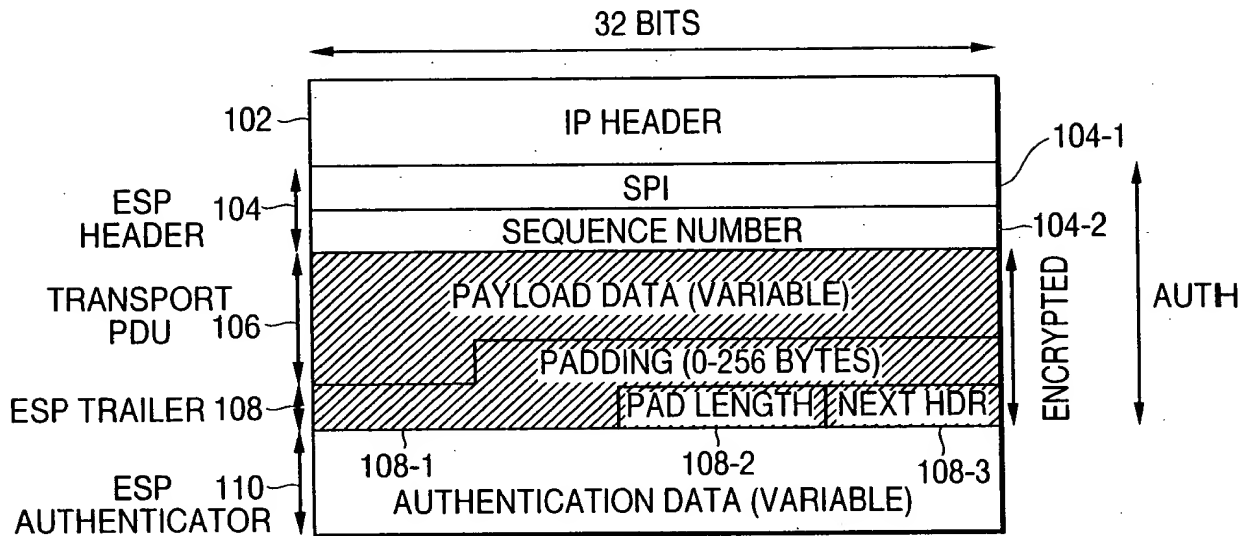 32 BITS
102
IP HEADER
104-1
ESP
HEADER
104
SPI
SEQUENCE NUMBER
104-2
TRANSPORT
PDU
106
PAYLOAD DATA (VARIABLE)
PADDING (0-256 BYTES)
ENCRYPTED
AUTH
ESP TRAILER
108
PAD LENGTH
NEXT HDR
108-1
108-2
108-3
ESP
AUTHENTICATOR
110
AUTHENTICATION DATA (VARIABLE)